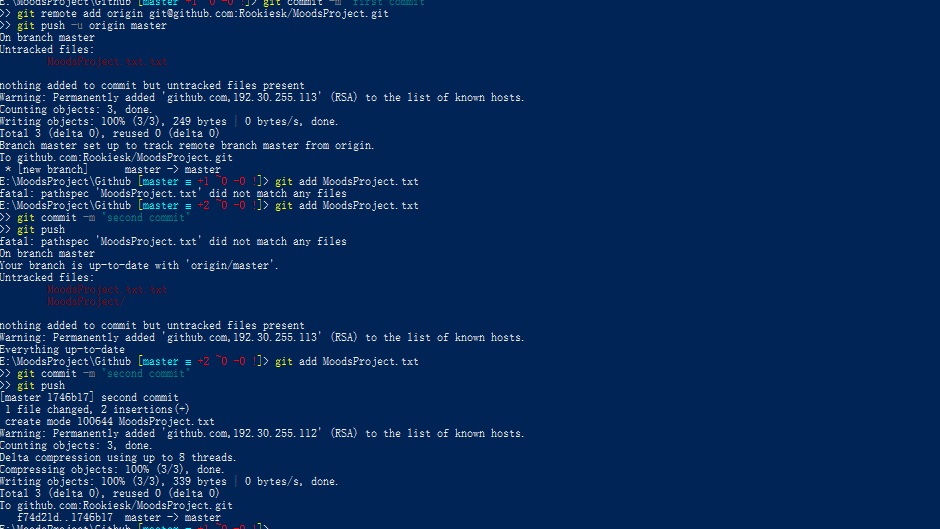 E:\MoodsProject\Github [master +1 ~0 -0 !]> git commit -m "first commit"
>> git remote add origin git@github.com:Rookiesk/MoodsProject.git
>> git push -u origin master
On branch master
Untracked files:
MoodsProject.txt.txt
nothing added to commit but untracked files present
Warning: Permanently added 'github.com,192.30.255.113' (RSA) to the list of known hosts.
Counting objects: 3, done.
Writing objects: 100% (3/3), 249 bytes | 0 bytes/s, done.
Total 3 (delta 0), reused 0 (delta 0)
Branch master set up to track remote branch master from origin.
To github.com:Rookiesk/MoodsProject.git
* [new branch] master -> master
E:\MoodsProject\Github [master ≡ +1 ~0 -0 !]> git add MoodsProject.txt
fatal: pathspec 'MoodsProject.txt' did not match any files
E:\MoodsProject\Github [master ≡ +2 ~0 -0 !]> git add MoodsProject.txt
>> git commit -m "second commit"
>> git push
fatal: pathspec 'MoodsProject.txt' did not match any files
On branch master
Your branch is up-to-date with 'origin/master'.
Untracked files:
MoodsProject.txt.txt
MoodsProject/
nothing added to commit but untracked files present
Warning: Permanently added 'github.com,192.30.255.113' (RSA) to the list of known hosts.
Everything up-to-date
E:\MoodsProject\Github [master ≡ +2 ~0 -0 !]> git add MoodsProject.txt
>> git commit -m "second commit"
>> git push
[master 1746b17] second commit
1 file changed, 2 insertions(+)
create mode 100644 MoodsProject.txt
Warning: Permanently added 'github.com,192.30.255.112' (RSA) to the list of known hosts.
Counting objects: 3, done.
Delta compression using up to 8 threads.
Compressing objects: 100% (3/3), done.
Writing objects: 100% (3/3), 339 bytes | 0 bytes/s, done.
Total 3 (delta 0), reused 0 (delta 0)
To github.com:Rookiesk/MoodsProject.git
f74d21d..1746b17 master -> master